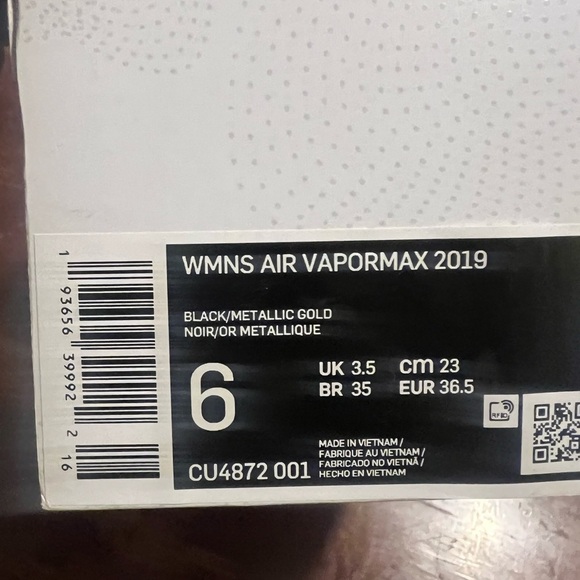 WMNS AIR VAPORMAX 2019
BLACK/METALLIC GOLD
NOIR/OR METALLIQUE
6
UK 3.5 cm 23
BR 35 EUR 36.5
RFID
MADE IN VIETNAM /
FABRIQUE AU VIETNAM /
FABRICADO NO VIETNÃ /
HECHO EN VIETNAM
CU4872 001
1 93656 39992 2 16